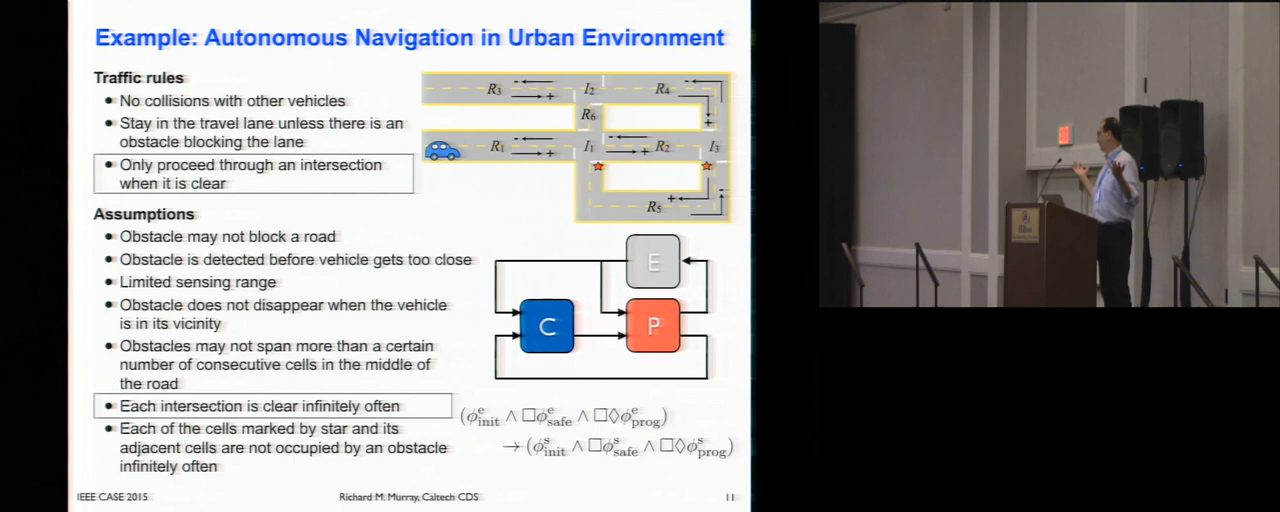 Example: Autonomous Navigation in Urban Environment
Traffic rules
• No collisions with other vehicles
• Stay in the travel lane unless there is an
obstacle blocking the lane
• Only proceed through an intersection
when it is clear
Assumptions
• Obstacle may not block a road
• Obstacle is detected before vehicle gets too close
• Limited sensing range
• Obstacle does not disappear when the vehicle
is in its vicinity
• Obstacles may not span more than a certain
number of consecutive cells in the middle of
the road
• Each intersection is clear infinitely often
• Each of the cells marked by star and its
adjacent cells are not occupied by an obstacle
infinitely often
R3 − + I2 R4 − +
R6
R1 − + I1 − + R2 I3
+ − R5
E
C
P
(ϕᵉinit ∧ □ϕᵉsafe ∧ □◊ϕᵉprog)
→ (ϕˢinit ∧ □ϕˢsafe ∧ □◊ϕˢprog)
IEEE CASE 2015
Richard M. Murray, Caltech CDS
11